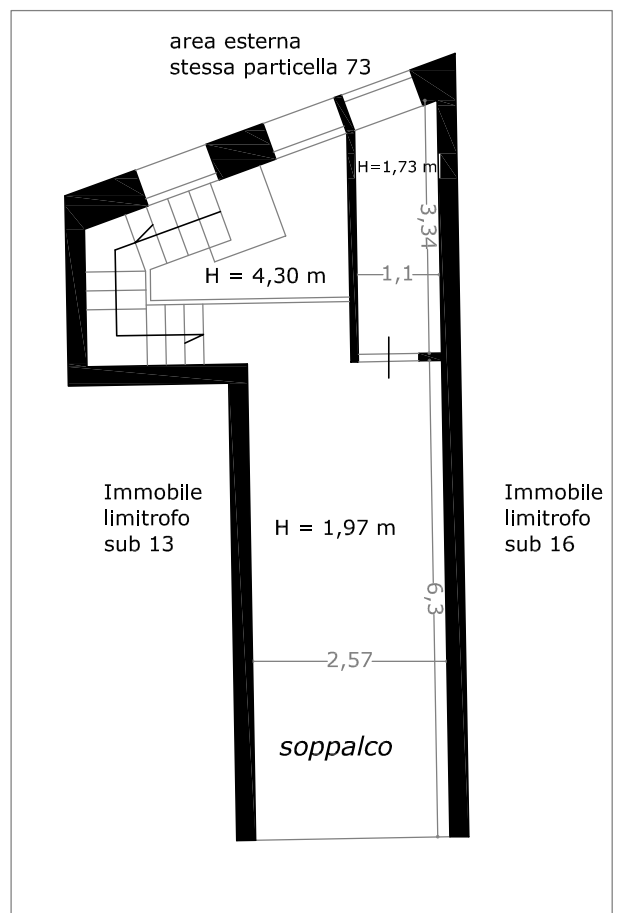 area esterna
stessa particella 73
H=1,73 m
3,34
H = 4,30 m
1,1
Immobile
limitrofo
sub 13
H = 1,97 m
Immobile
limitrofo
sub 16
6,3
2,57
soppalco